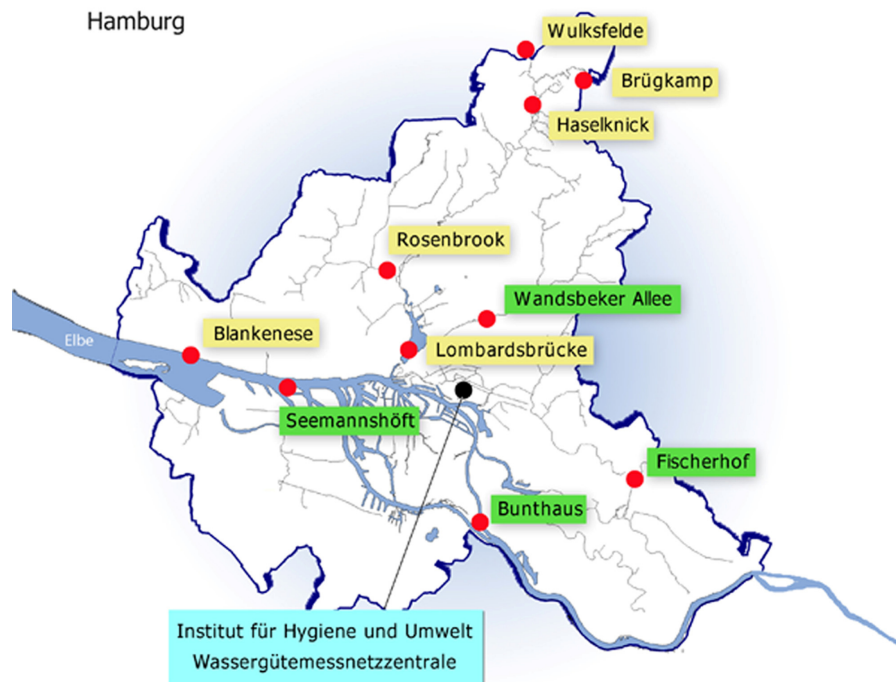 Hamburg
Wulksfelde
Brügkamp
Haselknick
Rosenbrook
Wandsbeker Allee
Blankenese
Elbe
Lombardsbrücke
Seemannshöft
Fischerhof
Bunthaus
Institut für Hygiene und Umwelt
Wassergütemessnetzzentrale